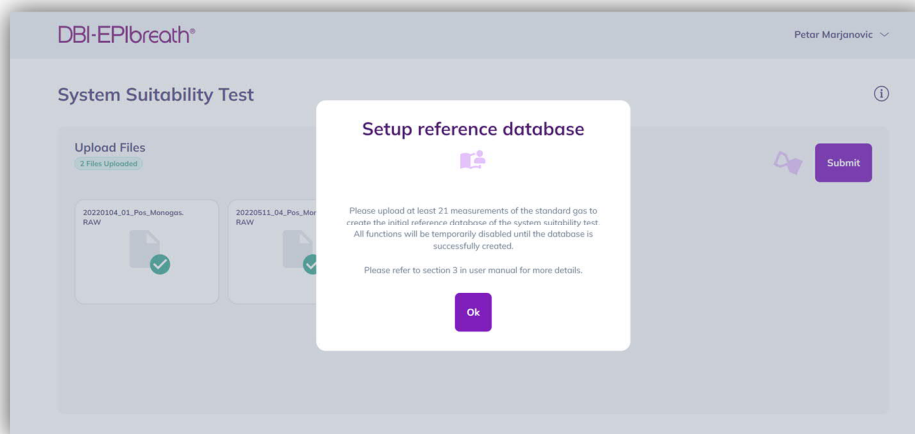 DBI-EPIbreath®
Petar Marjanovic
System Suitability Test
Upload Files
2 Files Uploaded
Submit
20220104_01_Pos_Monogas.
RAW
20220511_04_Pos_Mon
RAW
Setup reference database
Please upload at least 21 measurements of the standard gas to
create the initial reference database of the system suitability test.
All functions will be temporarily disabled until the database is
successfully created.
Please refer to section 3 in user manual for more details.
Ok